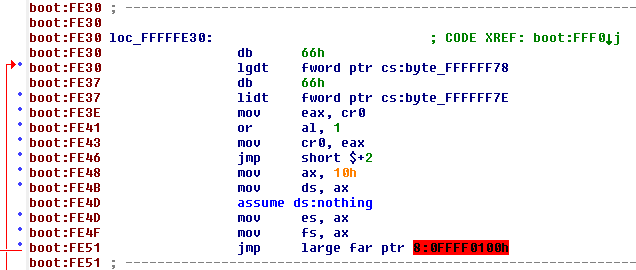 boot:FE30 ; ---------------------------------------------------------------------------
boot:FE30
boot:FE30 loc_FFFFFE30: ; CODE XREF: boot:FFF0↓j
boot:FE30 db 66h
boot:FE30 lgdt fword ptr cs:byte_FFFFFF78
boot:FE37 db 66h
boot:FE37 lidt fword ptr cs:byte_FFFFFF7E
boot:FE3E mov eax, cr0
boot:FE41 or al, 1
boot:FE43 mov cr0, eax
boot:FE46 jmp short $+2
boot:FE48 mov ax, 10h
boot:FE4B mov ds, ax
boot:FE4D assume ds:nothing
boot:FE4D mov es, ax
boot:FE4F mov fs, ax
boot:FE51 jmp large far ptr 8:0FFFF0100h
boot:FE51 ; ---------------------------------------------------------------------------